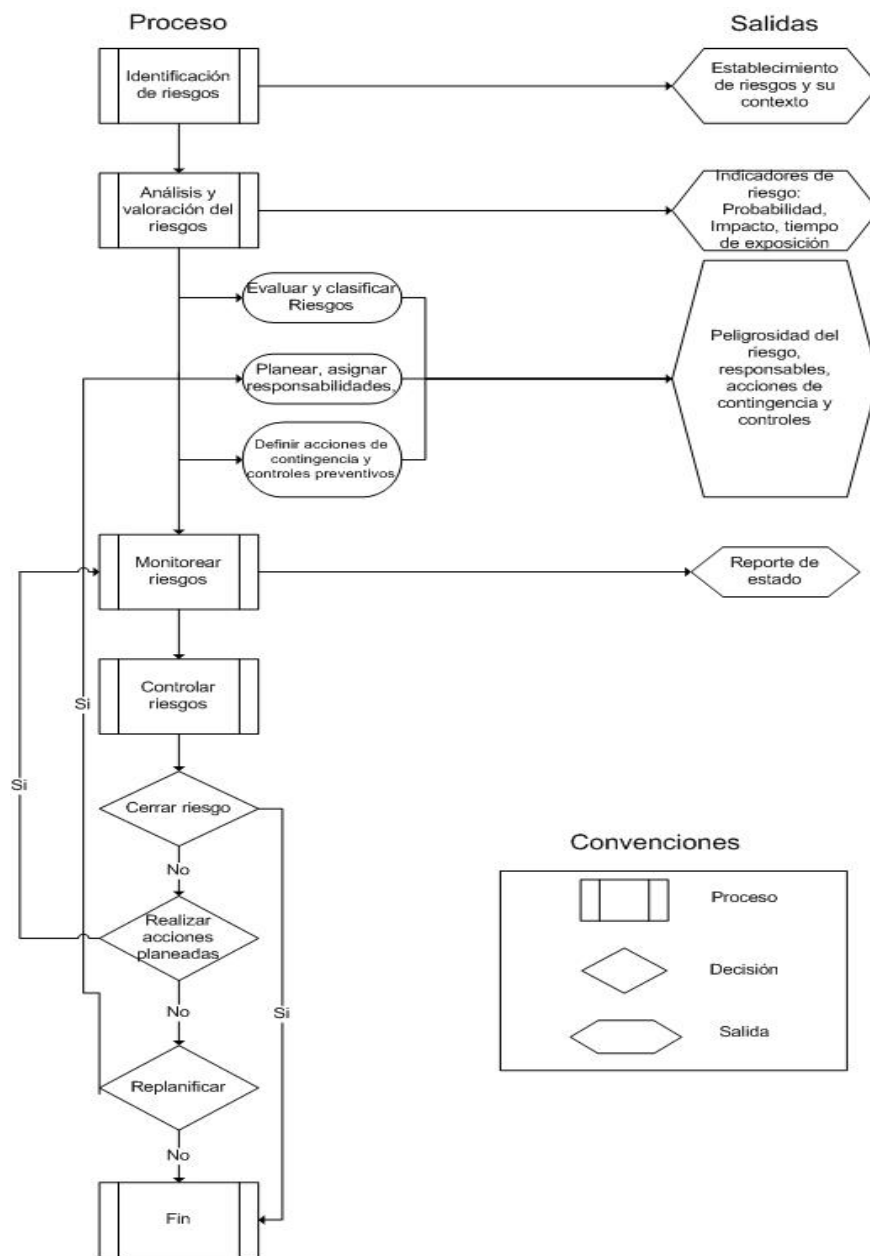 Proceso
Salidas
Identificación
de riesgos
Establecimiento
de riesgos y su
contexto
Análisis y
valoración del
riesgos
Indicadores de
riesgo:
Probabilidad,
Impacto, tiempo
de exposición
Evaluar y clasificar
Riesgos
Planear, asignar
responsabilidades,
Definir acciones de
contingencia y
controles preventivos
Peligrosidad del
riesgo,
responsables,
acciones de
contingencia y
controles
Monitorear
riesgos
Reporte de
estado
Controlar
riesgos
Si
Si
Cerrar riesgo
No
Realizar
acciones
planeadas
No
Si
Replanificar
No
Fin
Convenciones
Proceso
Decisión
Salida